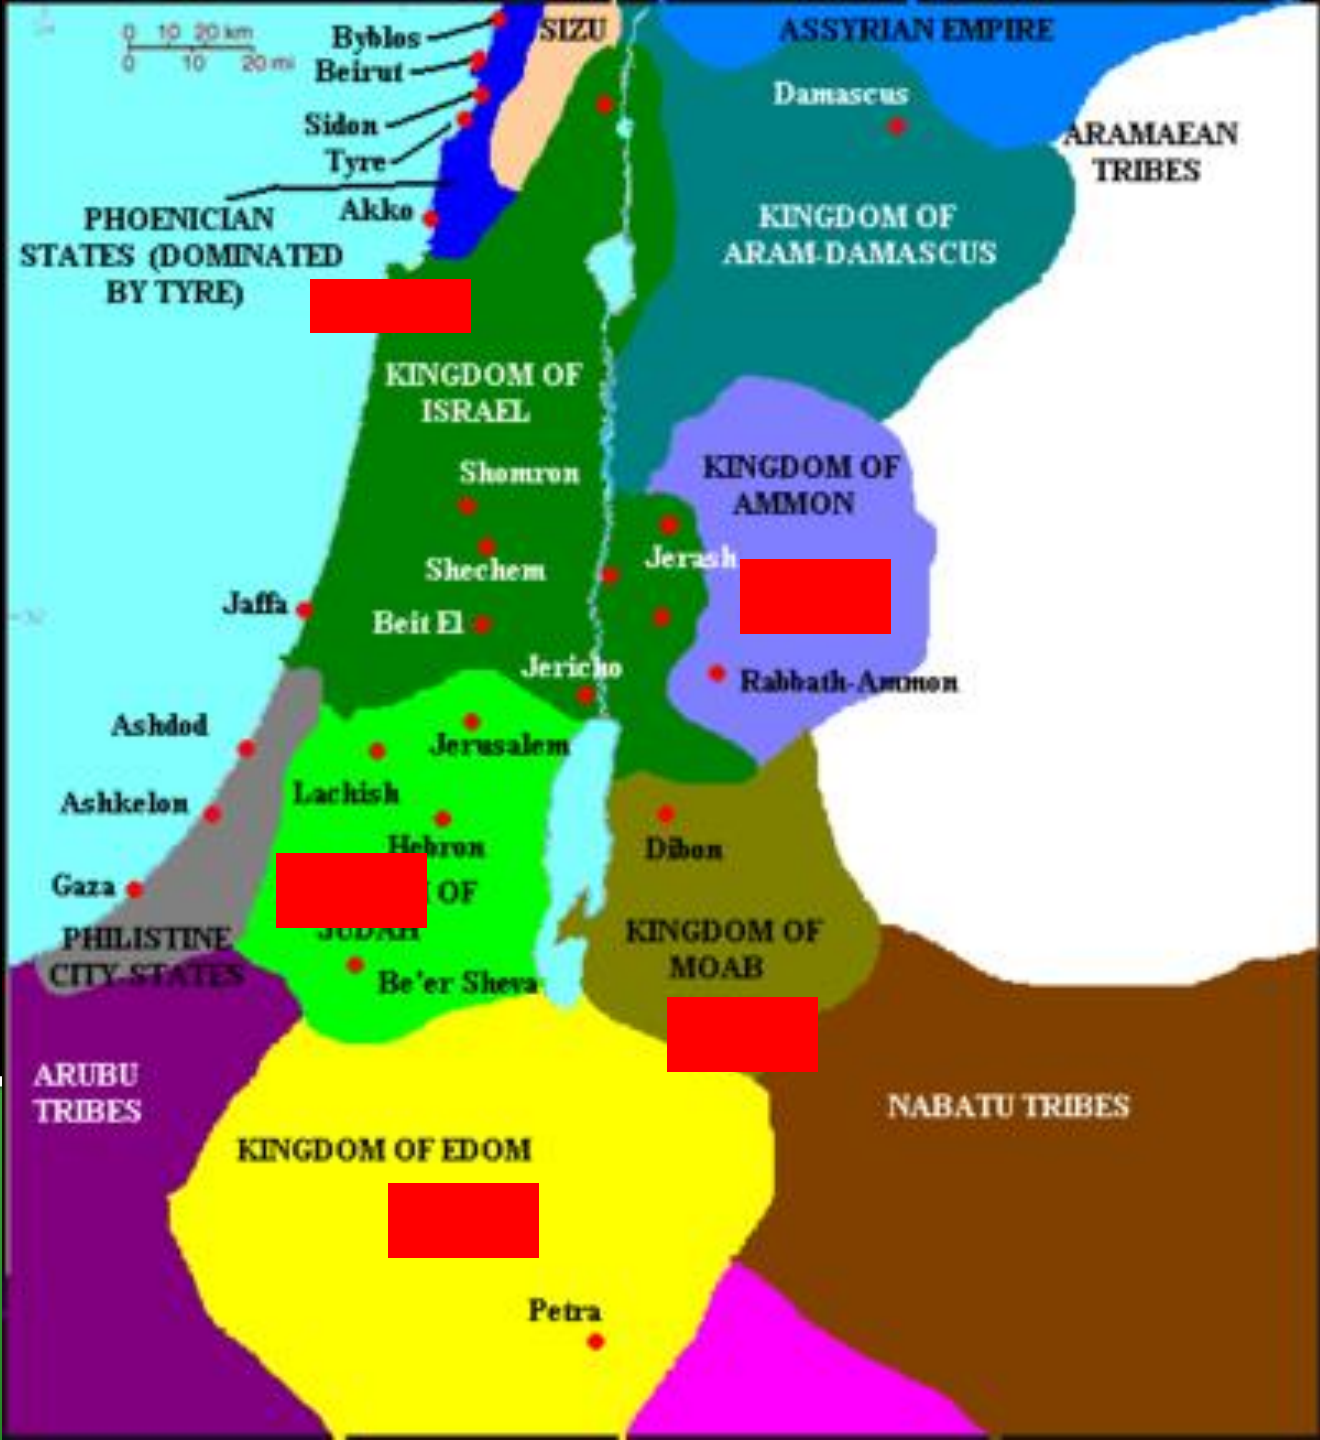 0 10 20 km
0 10 20 mi
Byblos
Beirut
Sidon
Tyre
Akko
SIZU
ASSYRIAN EMPIRE
Damascus
ARAMAEAN
TRIBES
PHOENICIAN
STATES (DOMINATED
BY TYRE)
KINGDOM OF
ARAM-DAMASCUS
KINGDOM OF
ISRAEL
Shomron
Shechem
Beit El
Jericho
Jaffa
KINGDOM OF
AMMON
Jerash
Rabbath-Ammon
Ashdod
Ashkelon
Gaza
PHILISTINE
CITY-STATES
Jerusalem
Lachish
Hebron
OF
JUDAH
Be'er Sheva
Dibon
KINGDOM OF
MOAB
ARUBU
TRIBES
NABATU TRIBES
KINGDOM OF EDOM
Petra